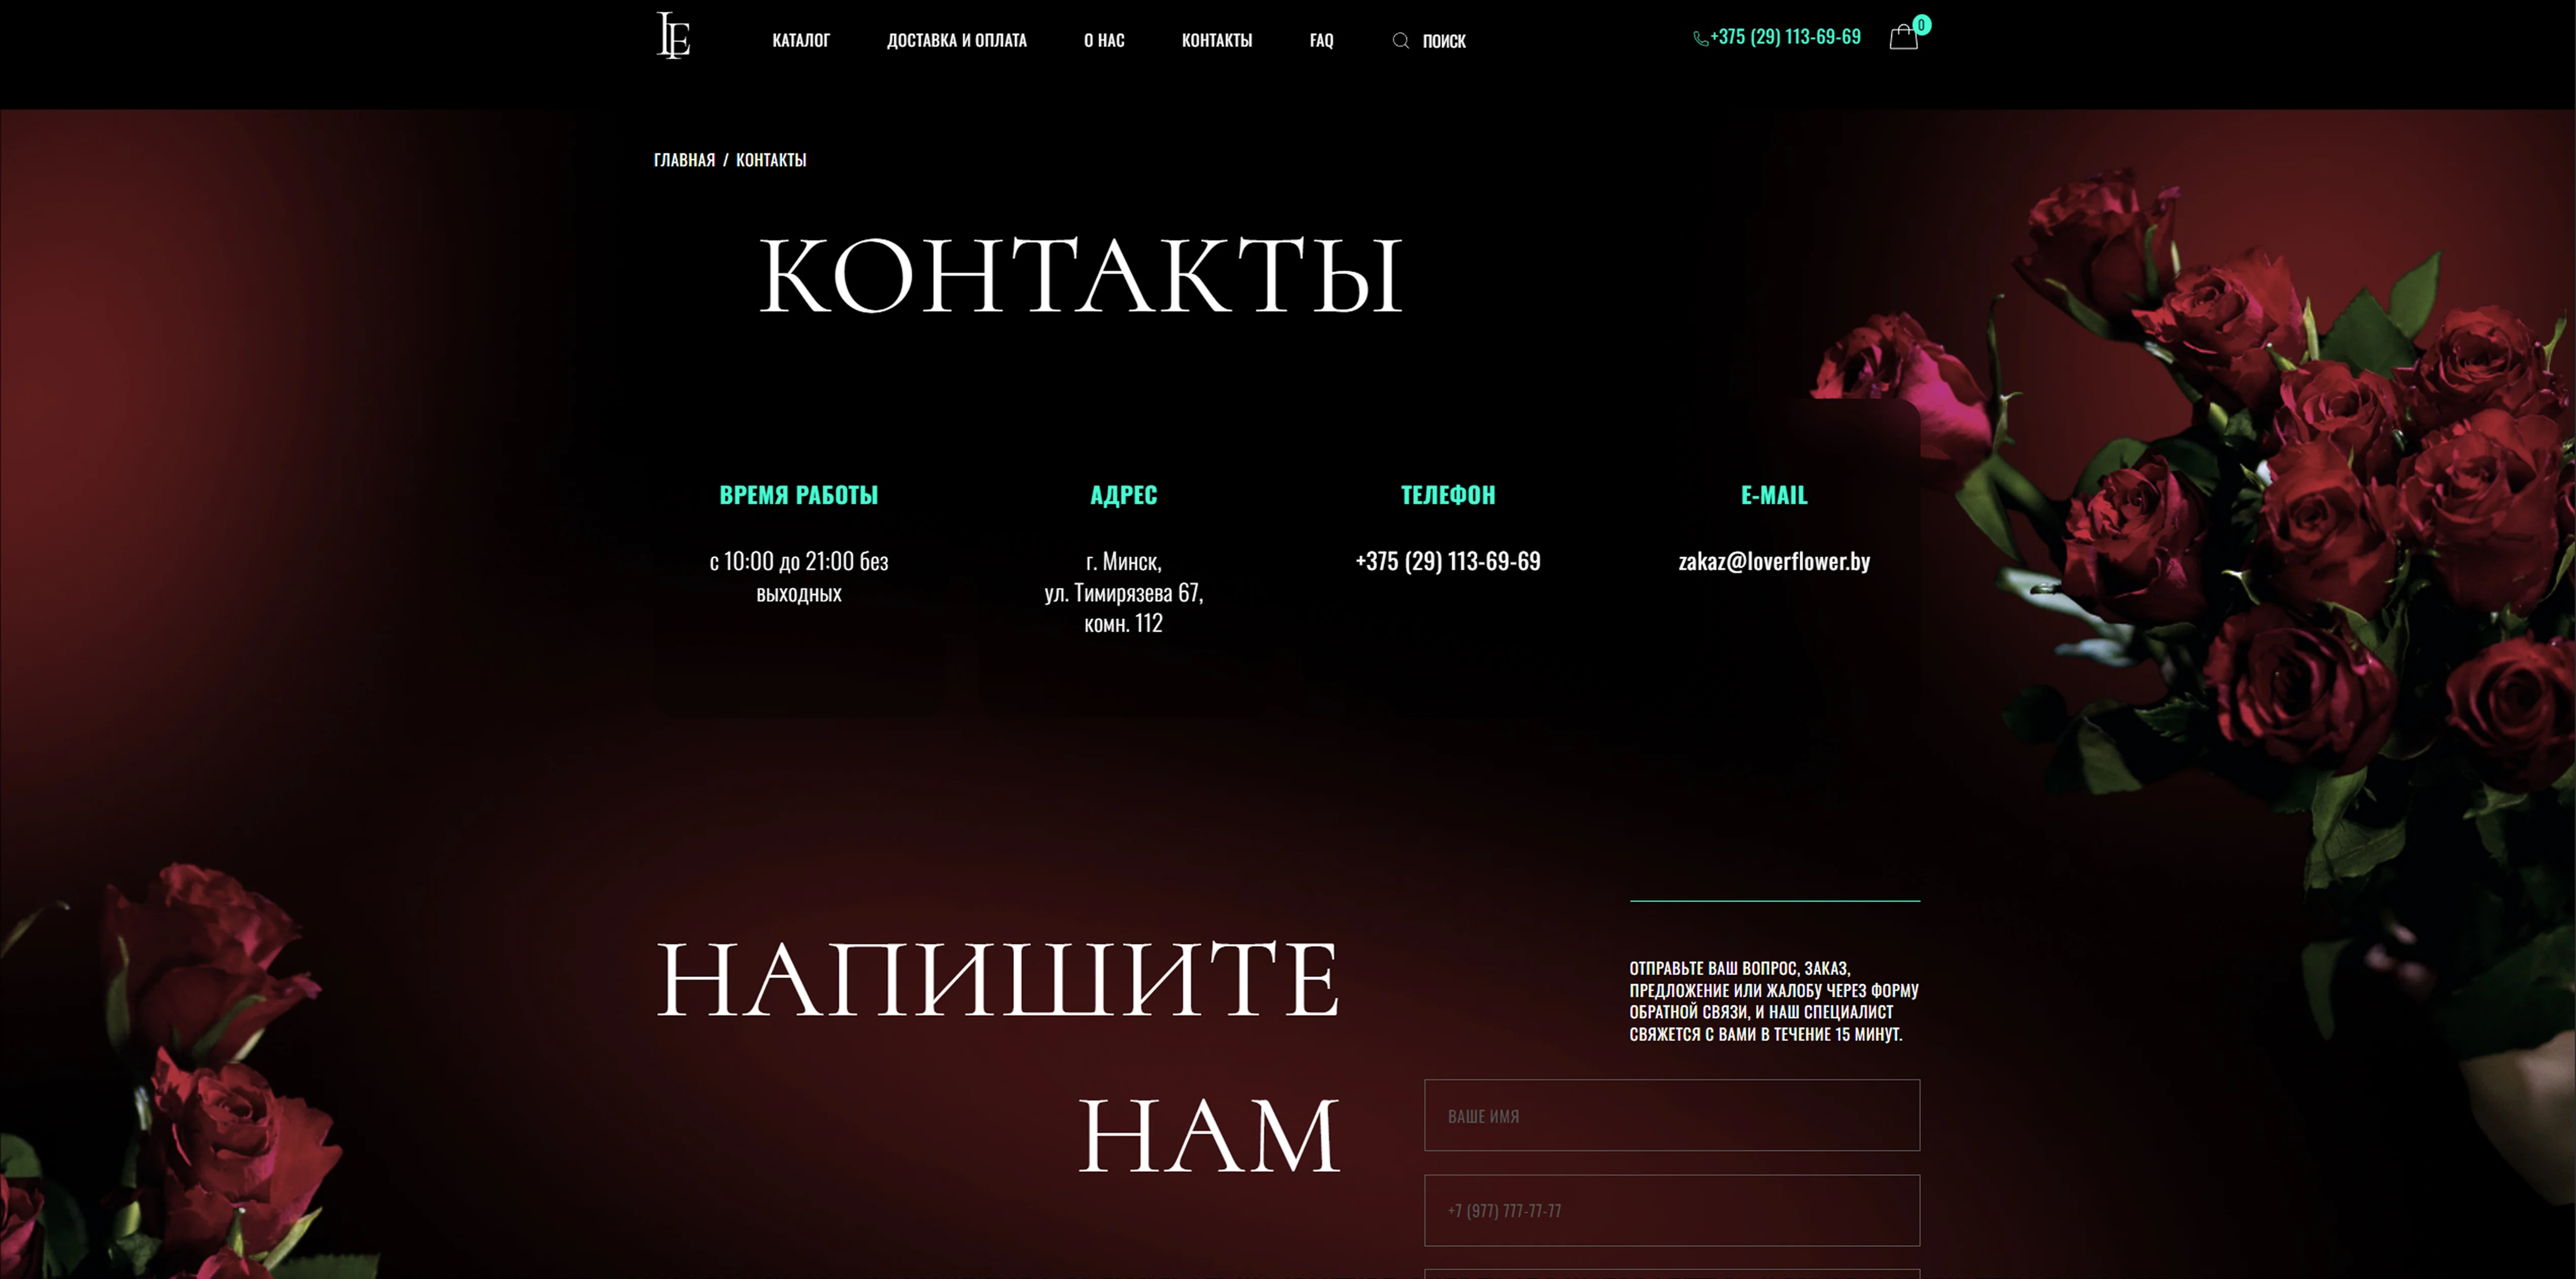 LE
КАТАЛОГ ДОСТАВКА И ОПЛАТА О НАС КОНТАКТЫ FAQ ПОИСК +375 (29) 113-69-69 0
ГЛАВНАЯ / КОНТАКТЫ
КОНТАКТЫ
ВРЕМЯ РАБОТЫ
с 10:00 до 21:00 без
выходных
АДРЕС
г. Минск,
ул. Тимирязева 67,
комн. 112
ТЕЛЕФОН
+375 (29) 113-69-69
E-MAIL
zakaz@loverflower.by
НАПИШИТЕ
НАМ
ОТПРАВЬТЕ ВАШ ВОПРОС, ЗАКАЗ,
ПРЕДЛОЖЕНИЕ ИЛИ ЖАЛОБУ ЧЕРЕЗ ФОРМУ
ОБРАТНОЙ СВЯЗИ, И НАШ СПЕЦИАЛИСТ
СВЯЖЕТСЯ С ВАМИ В ТЕЧЕНИЕ 15 МИНУТ.
ВАШЕ ИМЯ
+7 (977) 777-77-77